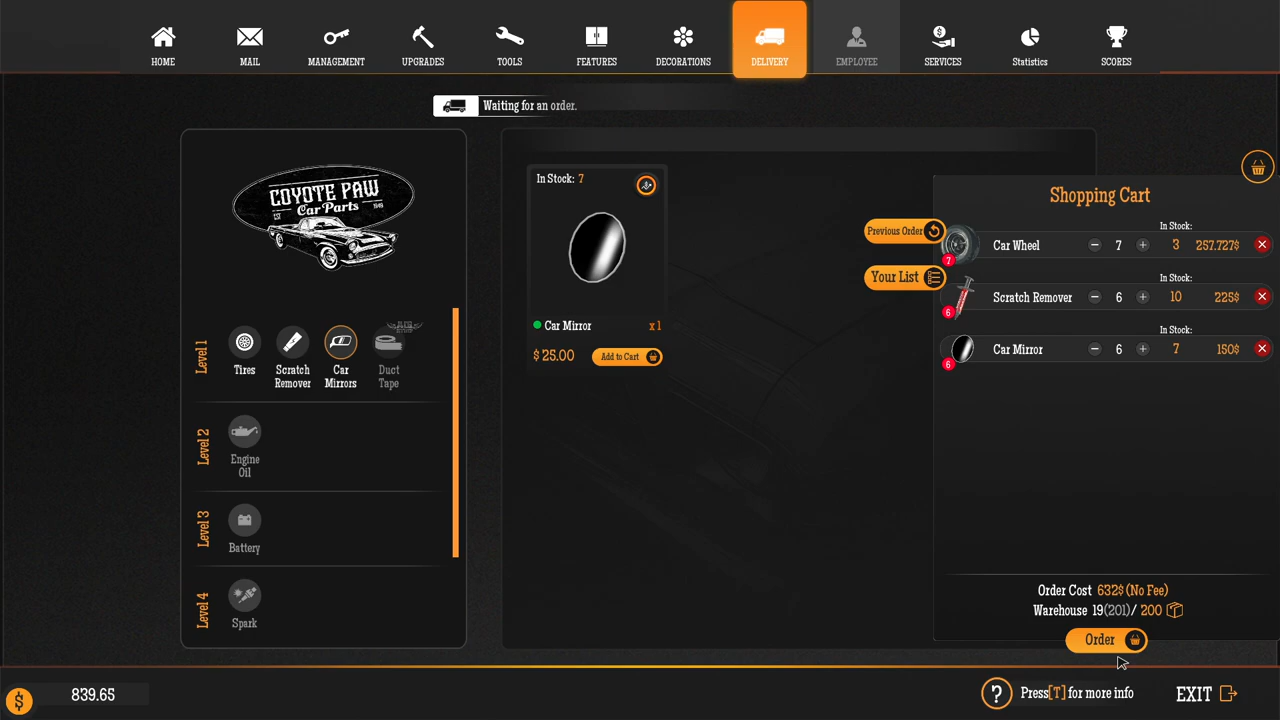 HOME
MAIL
MANAGEMENT
UPGRADES
TOOLS
FEATURES
DECORATIONS
DELIVERY
EMPLOYEE
SERVICES
Statistics
SCORES
Waiting for an order.
COYOTE PAW
Car Parts
Level 1
Tires
Scratch
Remover
Car
Mirrors
Duct
Tape
Level 2
Engine
Oil
Level 3
Battery
Level 4
Spark
In Stock: 7
Car Mirror x 1
$ 25.00 Add to Cart
Previous Order
Your List
Shopping Cart
In Stock:
7 Car Wheel − 7 + 3 257.727$
In Stock:
6 Scratch Remover − 6 + 10 225$
In Stock:
6 Car Mirror − 6 + 7 150$
Order Cost 632$ (No Fee)
Warehouse 19(201)/ 200
Order
$ 839.65
? Press[T] for more info
EXIT